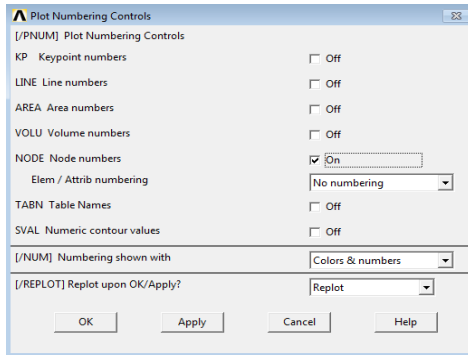 Plot Numbering Controls
[/PNUM] Plot Numbering Controls
KP Keypoint numbers Off
LINE Line numbers Off
AREA Area numbers Off
VOLU Volume numbers Off
NODE Node numbers On
Elem / Attrib numbering No numbering
TABN Table Names Off
SVAL Numeric contour values Off
[/NUM] Numbering shown with Colors & numbers
[/REPLOT] Replot upon OK/Apply? Replot
OK Apply Cancel Help